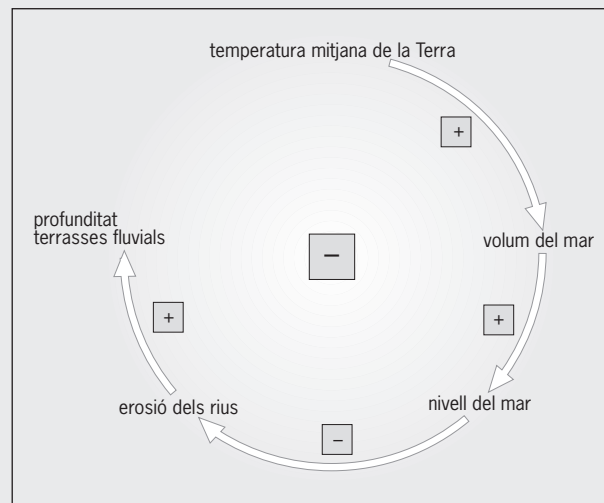 temperatura mitjana de la Terra
+
volum del mar
+
nivell del mar
–
erosió dels rius
+
profunditat
terrasses fluvials
–